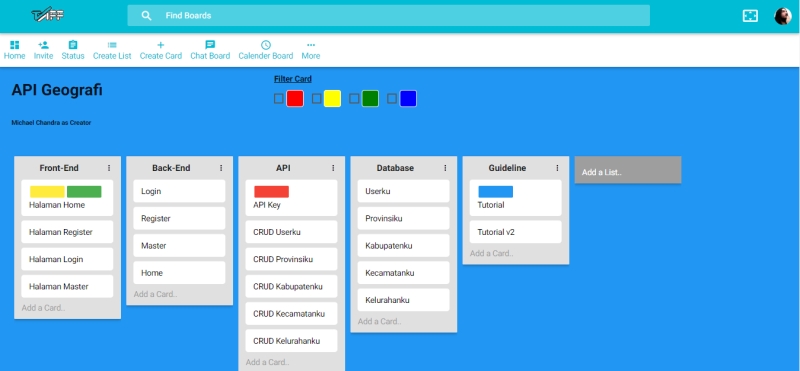 Find Boards
Home
Invite
Status
Create List
Create Card
Chat Board
Calender Board
More
API Geografi
Filter Card
Michael Chandra as Creator
Front-End
Halaman Home
Halaman Register
Halaman Login
Halaman Master
Add a Card..
Back-End
Login
Register
Master
Home
Add a Card..
API
API Key
CRUD Userku
CRUD Provinsiku
CRUD Kabupatenku
CRUD Kecamatanku
CRUD Kelurahanku
Add a Card..
Database
Userku
Provinsiku
Kabupatenku
Kecamatanku
Kelurahanku
Add a Card..
Guideline
Tutorial
Tutorial v2
Add a Card..
Add a List..